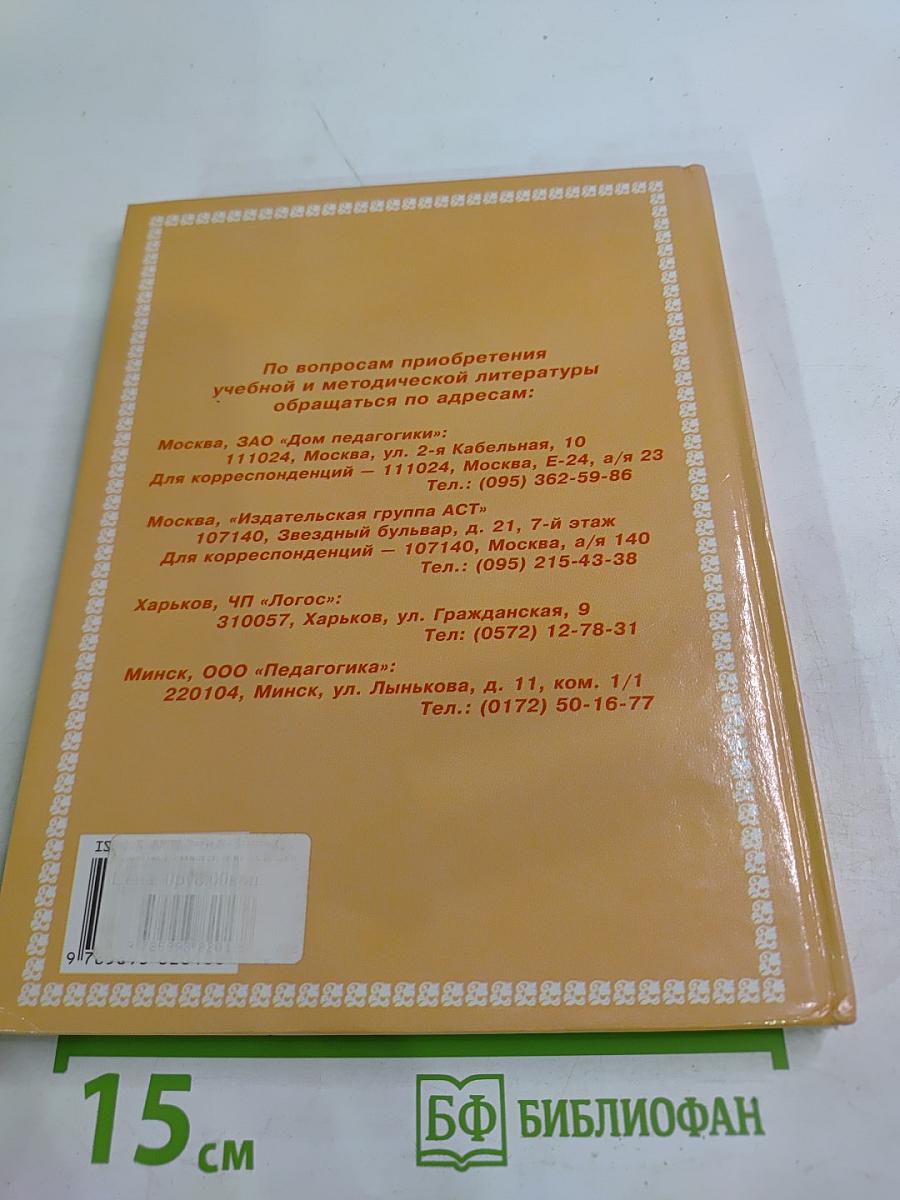 По вопросам приобретения
учебной и методической литературы
обращаться по адресам:
Москва, ЗАО «Дом педагогики»:
111024, Москва, ул. 2-я Кабельная, 10
Для корреспонденций — 111024, Москва, Е-24, а/я 23
Тел.: (095) 362-59-86
Москва, «Издательская группа АСТ»
107140, Звездный бульвар, д. 21, 7-й этаж
Для корреспонденций — 107140, Москва, а/я 140
Тел.: (095) 215-43-38
Харьков, ЧП «Логос»:
310057, Харьков, ул. Гражданская, 9
Тел: (0572) 12-78-31
Минск, ООО «Педагогика»:
220104, Минск, ул. Лынькова, д. 11, ком. 1/1
Тел.: (0172) 50-16-77
15 см
БФ БИБЛИОФАН